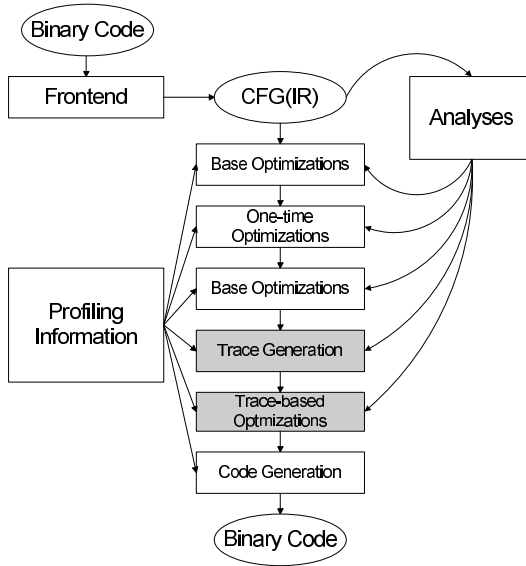 Binary Code
Frontend
CFG(IR)
Analyses
Base Optimizations
One-time
Optimizations
Base Optimizations
Profiling
Information
Trace Generation
Trace-based
Optmizations
Code Generation
Binary Code